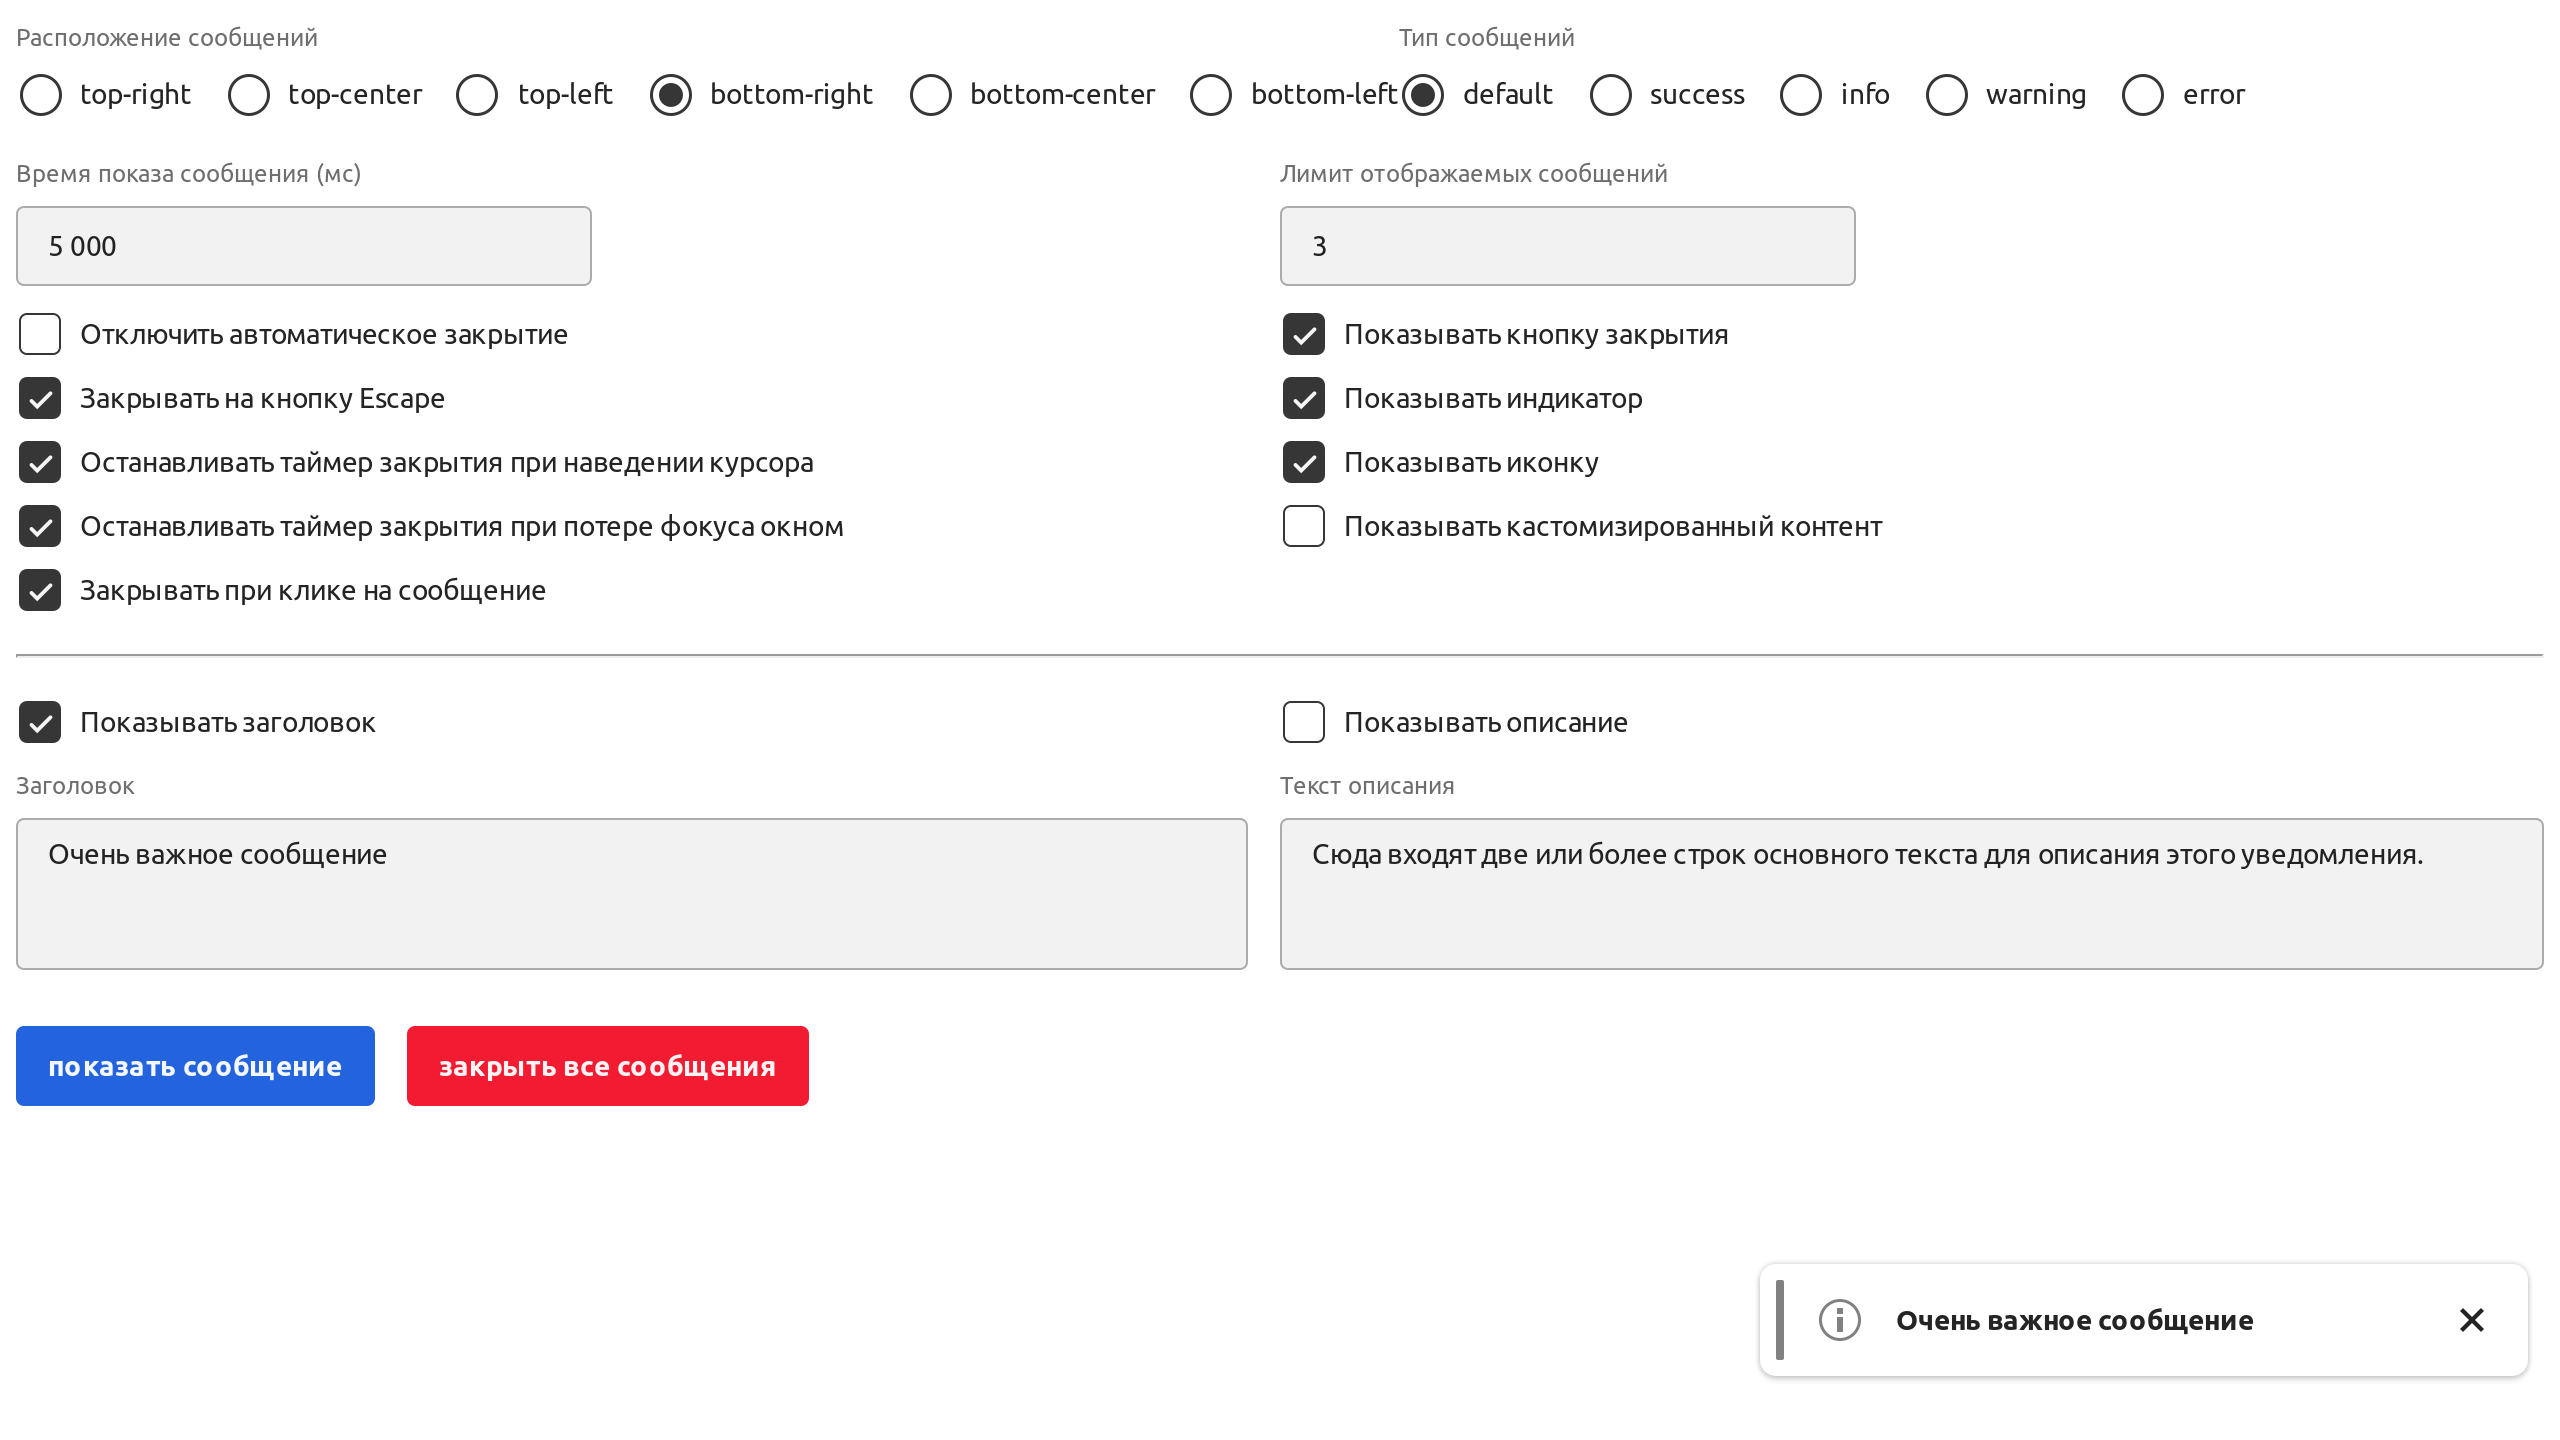 Расположение сообщений
top-right top-center top-left bottom-right bottom-center bottom-left
Тип сообщений
default success info warning error
Время показа сообщения (мс)
5 000
Лимит отображаемых сообщений
3
Отключить автоматическое закрытие
Закрывать на кнопку Escape
Останавливать таймер закрытия при наведении курсора
Останавливать таймер закрытия при потере фокуса окном
Закрывать при клике на сообщение
Показывать кнопку закрытия
Показывать индикатор
Показывать иконку
Показывать кастомизированный контент
Показывать заголовок
Показывать описание
Заголовок
Очень важное сообщение
Текст описания
Сюда входят две или более строк основного текста для описания этого уведомления.
показать сообщение
закрыть все сообщения
Очень важное сообщение